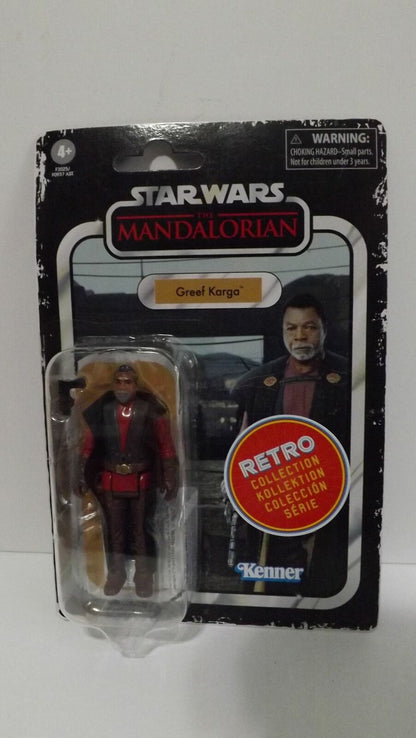 4+
F2025/
⚠ WARNING:
CHOKING HAZARD–Small parts.
Not for children under 3 years.
STAR WARS
THE
MANDALORIAN
Greef Karga™
RETRO
COLLECTION
KOLLEKTION
COLECCIÓN
SÉRIE
Kenner